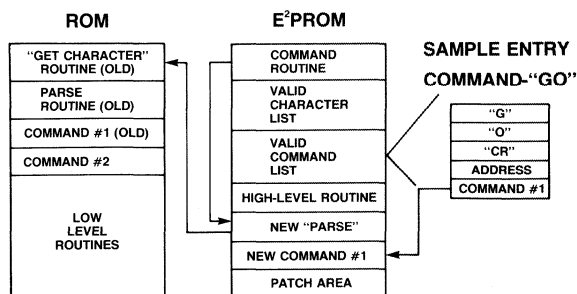 ROM
"GET CHARACTER"
ROUTINE (OLD)
PARSE
ROUTINE (OLD)
COMMAND #1 (OLD)
COMMAND #2
LOW
LEVEL
ROUTINES
E²PROM
COMMAND
ROUTINE
VALID
CHARACTER
LIST
VALID
COMMAND
LIST
HIGH-LEVEL ROUTINE
NEW "PARSE"
NEW COMMAND #1
PATCH AREA
SAMPLE ENTRY
COMMAND-"GO"
"G"
"O"
"CR"
ADDRESS
COMMAND #1